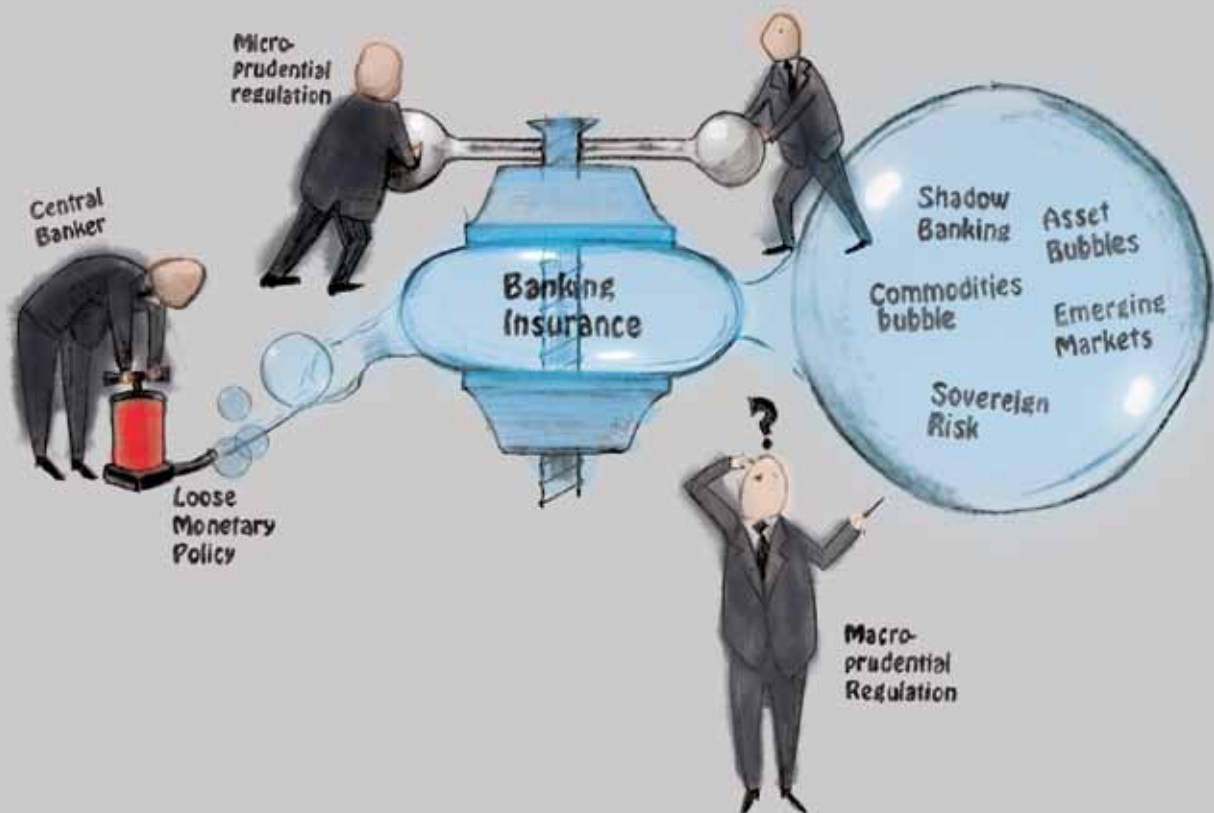 Micro-
prudential
regulation
Central
Banker
Loose
Monetary
Policy
Banking
Insurance
Shadow
Banking
Asset
Bubbles
Commodities
bubble
Emerging
Markets
Sovereign
Risk
?
Macro-
prudential
Regulation